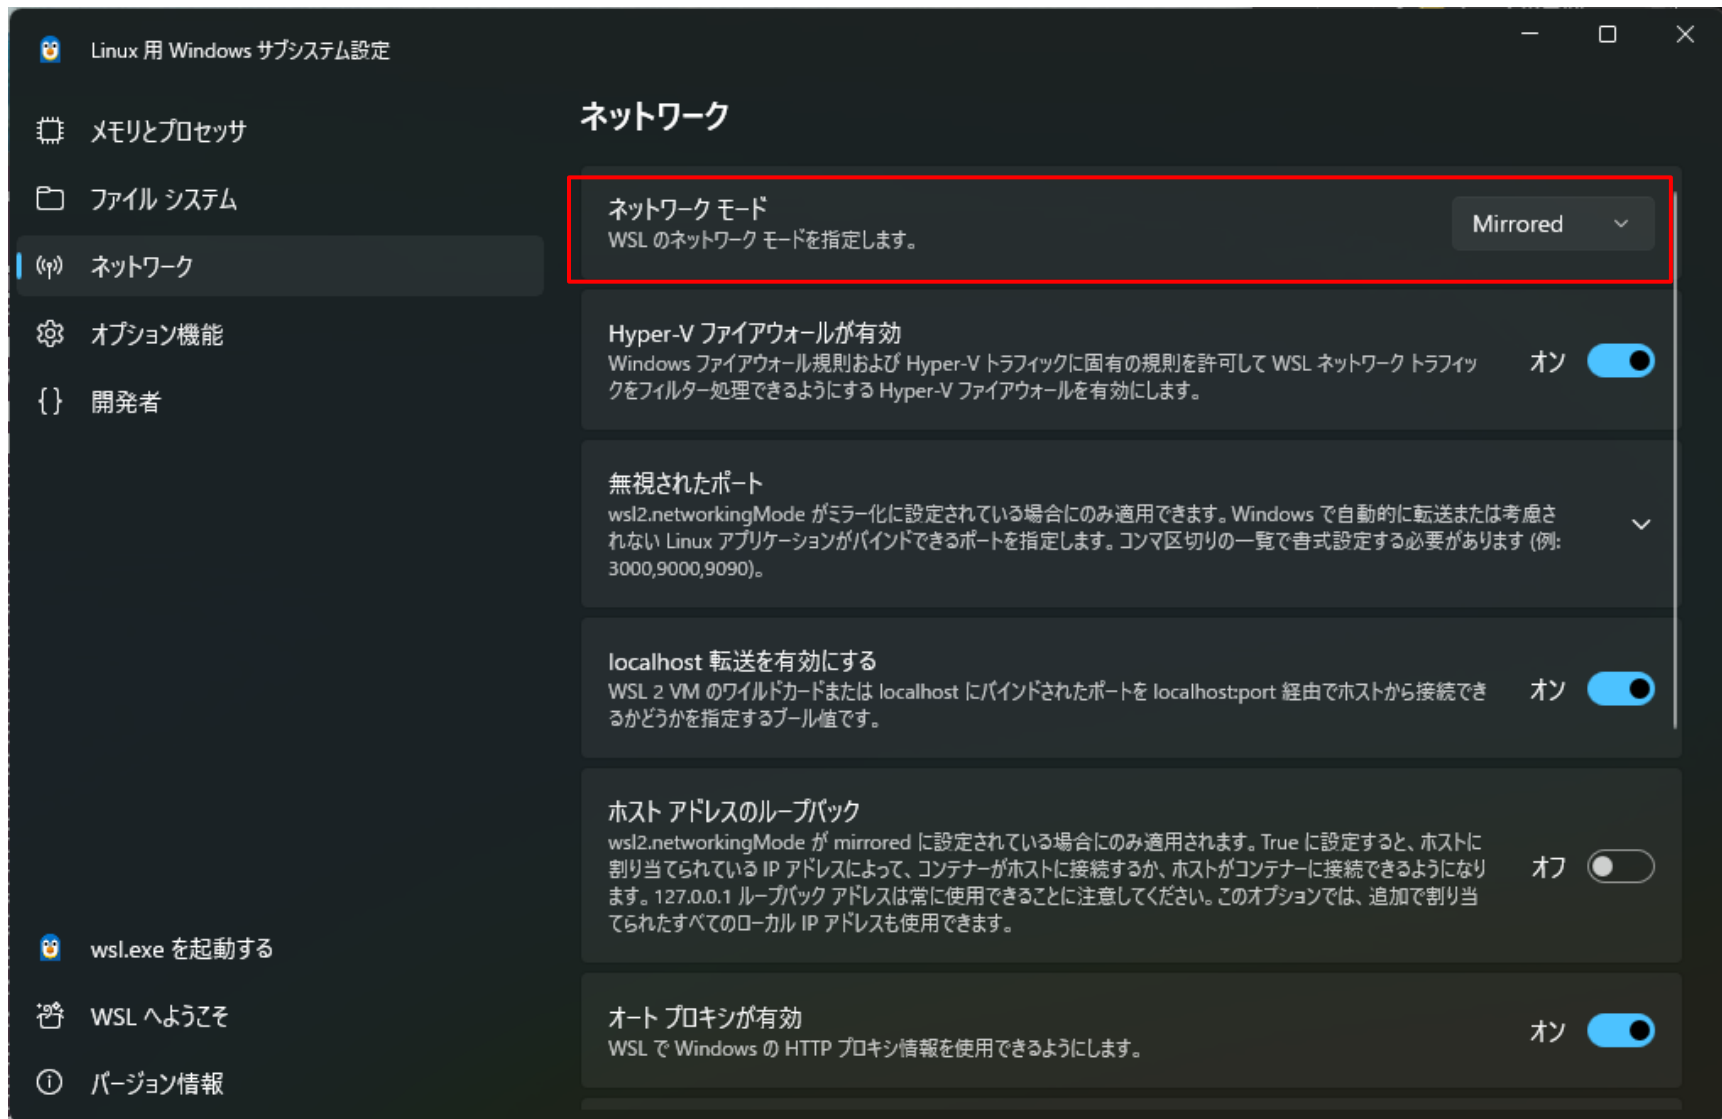 Linux 用 Windows サブシステム設定
メモリとプロセッサ
ファイル システム
ネットワーク
オプション機能
開発者
wsl.exe を起動する
WSL へようこそ
バージョン情報
ネットワーク
ネットワーク モード
WSL のネットワーク モードを指定します。
Mirrored
Hyper-V ファイアウォールが有効
Windows ファイアウォール規則および Hyper-V トラフィックに固有の規則を許可して WSL ネットワーク トラフィッ
クをフィルター処理できるようにする Hyper-V ファイアウォールを有効にします。
オン
無視されたポート
wsl2.networkingMode がミラー化に設定されている場合にのみ適用できます。Windows で自動的に転送または考慮さ
れない Linux アプリケーションがバインドできるポートを指定します。コンマ区切りの一覧で書式設定する必要があります (例:
3000,9000,9090)。
localhost 転送を有効にする
WSL 2 VM のワイルドカードまたは localhost にバインドされたポートを localhost:port 経由でホストから接続でき
るかどうかを指定するブール値です。
オン
ホスト アドレスのループバック
wsl2.networkingMode が mirrored に設定されている場合にのみ適用されます。True に設定すると、ホストに
割り当てられている IP アドレスによって、コンテナーがホストに接続するか、ホストがコンテナーに接続できるようになり
ます。127.0.0.1 ループバック アドレスは常に使用できることに注意してください。このオプションでは、追加で割り当
てられたすべてのローカル IP アドレスも使用できます。
オフ
オート プロキシが有効
WSL で Windows の HTTP プロキシ情報を使用できるようにします。
オン